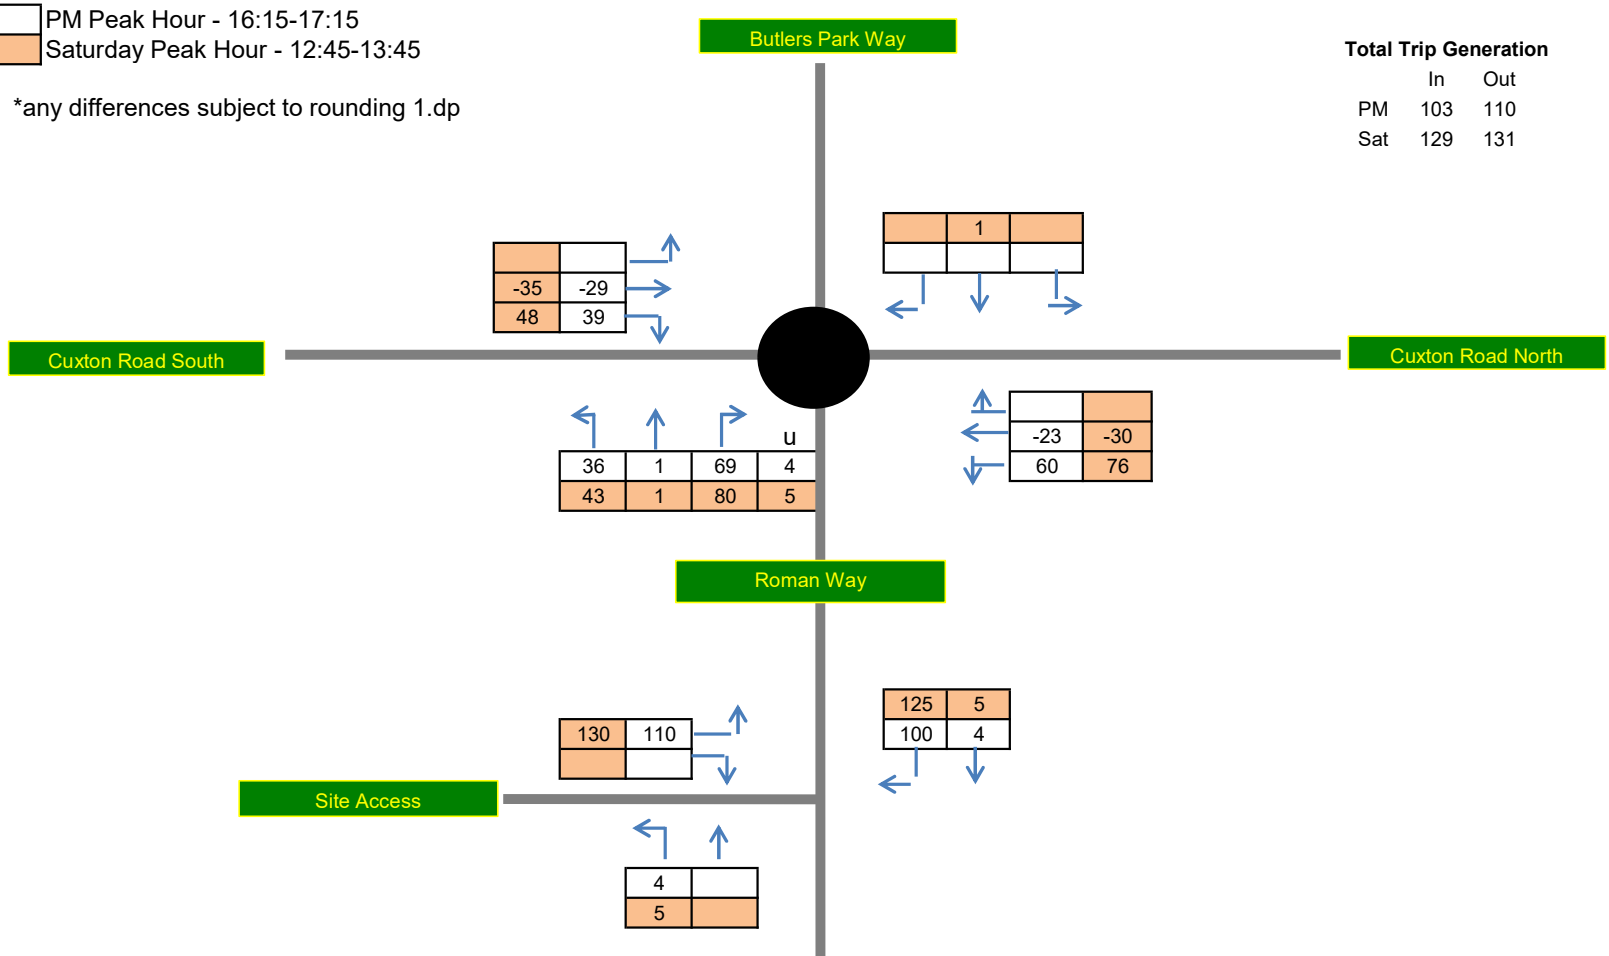 PM Peak Hour - 16:15-17:15
Saturday Peak Hour - 12:45-13:45
*any differences subject to rounding 1.dp
Butlers Park Way
Total Trip Generation
In Out
PM 103 110
Sat 129 131
1
-35 -29
48 39
Cuxton Road South
Cuxton Road North
u
36 1 69 4
43 1 80 5
-23 -30
60 76
Roman Way
130 110
125 5
100 4
Site Access
4
5